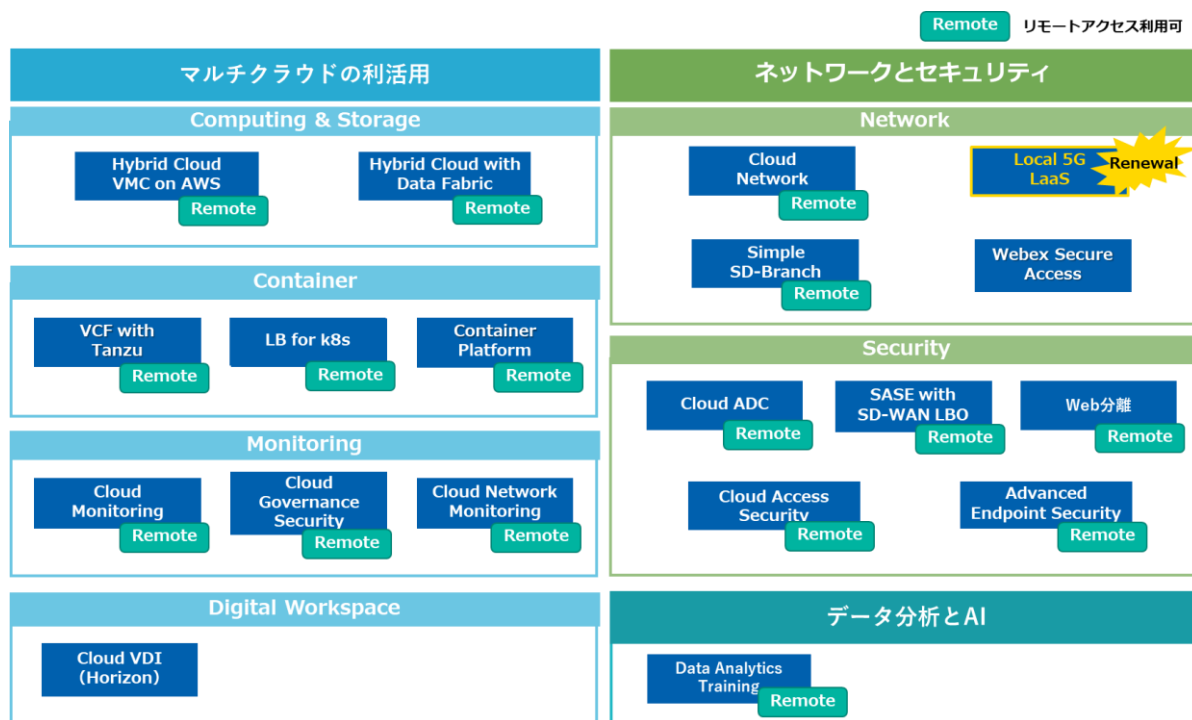 Remote リモートアクセス利用可
マルチクラウドの利活用
Computing & Storage
Hybrid Cloud
VMC on AWS
Remote
Hybrid Cloud with
Data Fabric
Remote
Container
VCF with
Tanzu
Remote
LB for k8s
Remote
Container
Platform
Remote
Monitoring
Cloud
Monitoring
Remote
Cloud
Governance
Security
Remote
Cloud Network
Monitoring
Remote
Digital Workspace
Cloud VDI
（Horizon）
ネットワークとセキュリティ
Network
Cloud
Network
Remote
Local 5G
LaaS
Renewal
Simple
SD-Branch
Remote
Webex Secure
Access
Security
Cloud ADC
Remote
SASE with
SD-WAN LBO
Remote
Web分離
Remote
Cloud Access
Security
Remote
Advanced
Endpoint Security
Remote
データ分析とAI
Data Analytics
Training
Remote